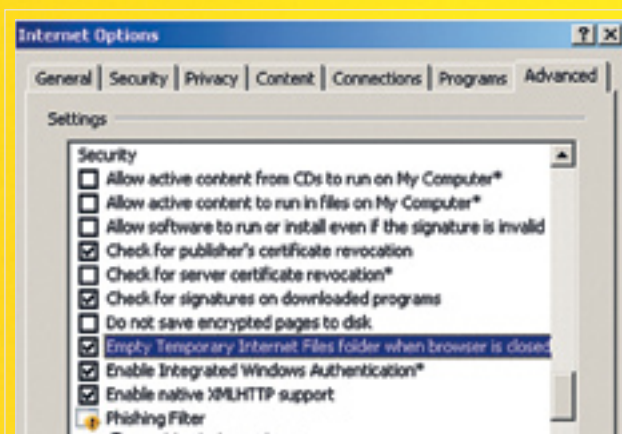 Internet Options
General Security Privacy Content Connections Programs Advanced
Settings
Security
Allow active content from CDs to run on My Computer*
Allow active content to run in files on My Computer*
Allow software to run or install even if the signature is invalid
Check for publisher's certificate revocation
Check for server certificate revocation*
Check for signatures on downloaded programs
Do not save encrypted pages to disk
Empty Temporary Internet Files folder when browser is closed
Enable Integrated Windows Authentication*
Enable native XMLHTTP support
Phishing Filter